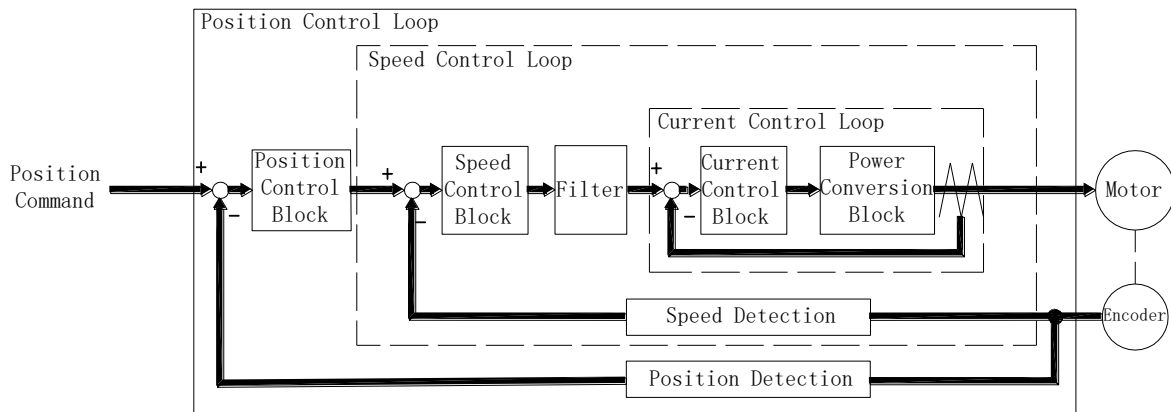 Position Control Loop
Speed Control Loop
Current Control Loop
Position
Command
+
-
Position
Control
Block
+
-
Speed
Control
Block
Filter
+
-
Current
Control
Block
Power
Conversion
Block
Motor
Speed Detection
Encoder
Position Detection